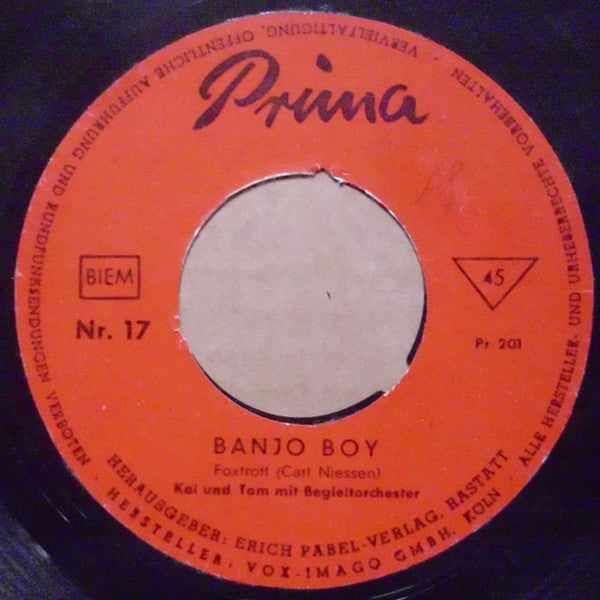 Prima
BIEM
45
Nr. 17
Pr 201
BANJO BOY
Foxtrott (Carl Niessen)
Kai und Tom mit Begleitorchester
HERAUSGEBER: ERICH PABEL-VERLAG, RASTATT
HERSTELLER: VOX-IMAGO GMBH, KÖLN · ALLE HERSTELLER- UND URHEBERRECHTE VORBEHALTEN · VERVIELFÄLTIGUNG, ÖFFENTLICHE AUFFÜHRUNG UND RUNDFUNKSENDUNGEN VERBOTEN ·